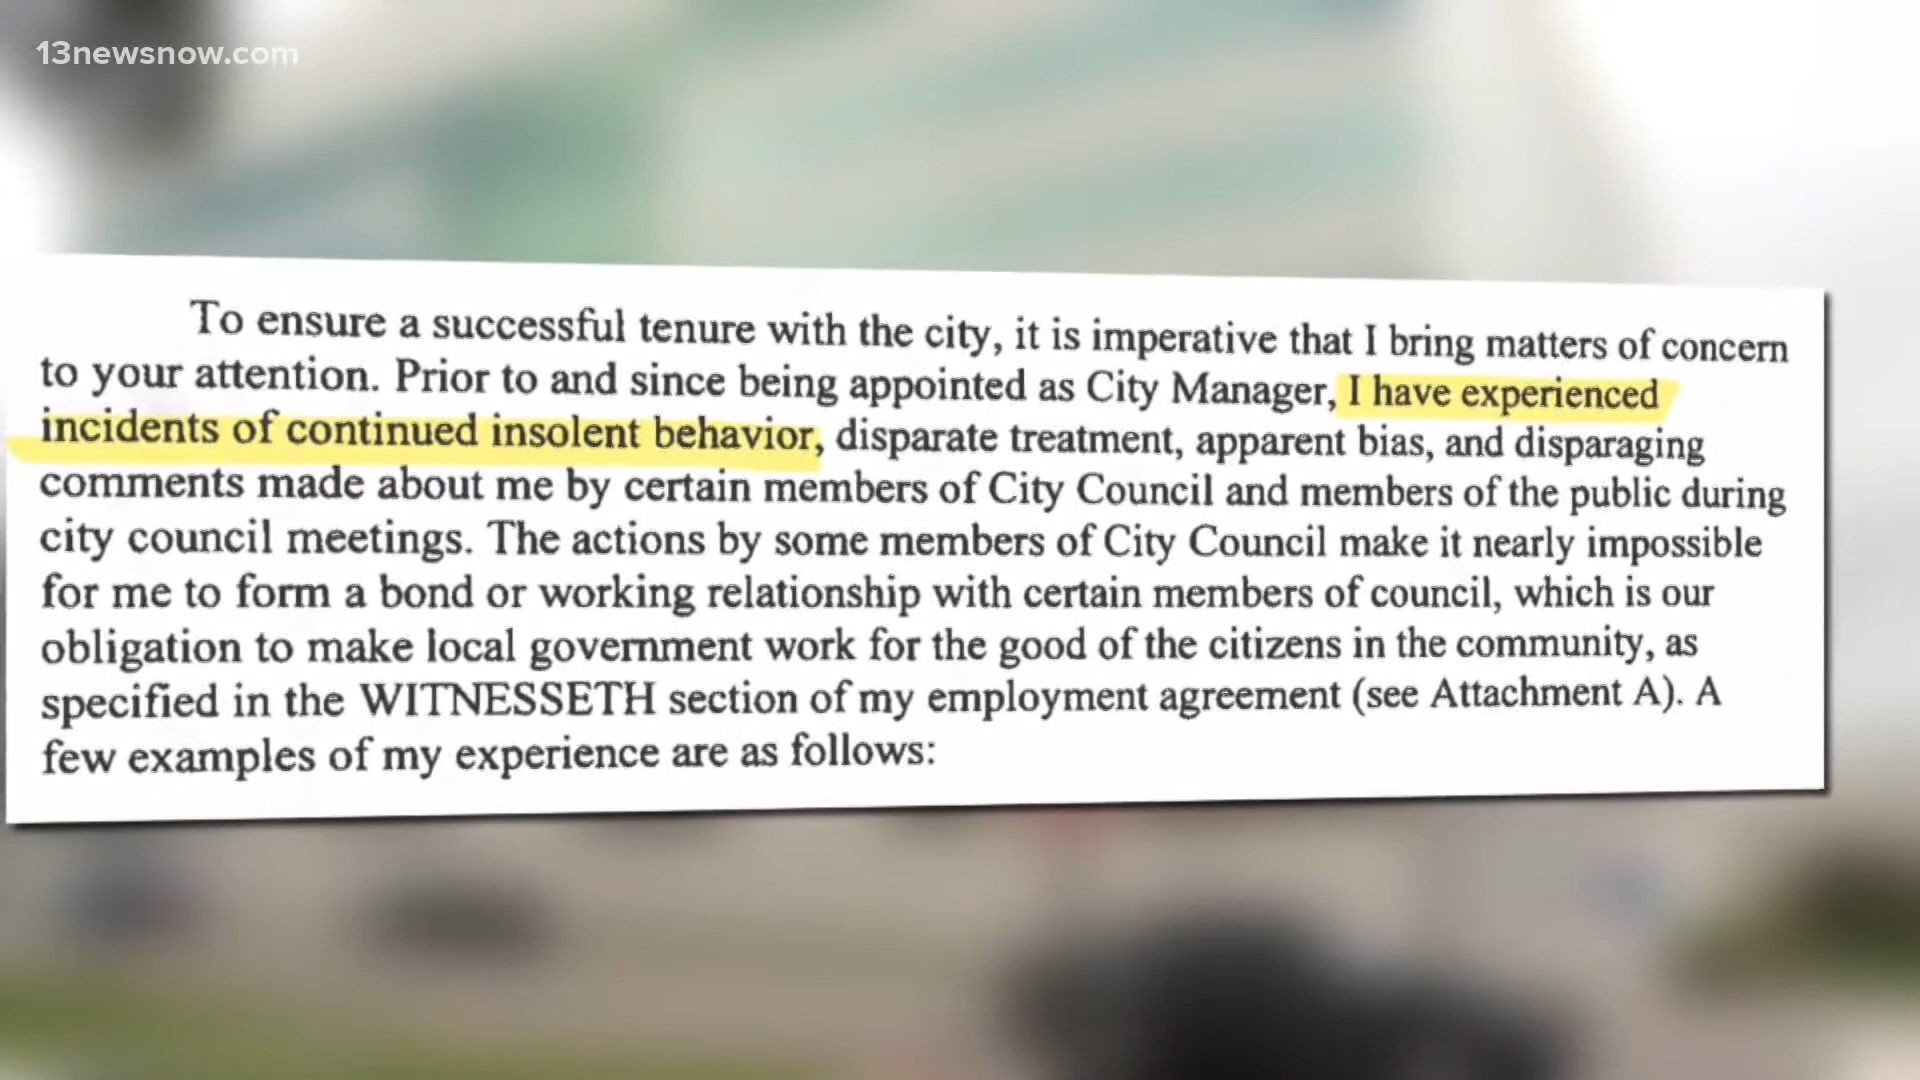 13newsnow.com
To ensure a successful tenure with the city, it is imperative that I bring matters of concern
to your attention. Prior to and since being appointed as City Manager, I have experienced
incidents of continued insolent behavior, disparate treatment, apparent bias, and disparaging
comments made about me by certain members of City Council and members of the public during
city council meetings. The actions by some members of City Council make it nearly impossible
for me to form a bond or working relationship with certain members of council, which is our
obligation to make local government work for the good of the citizens in the community, as
specified in the WITNESSETH section of my employment agreement (see Attachment A). A
few examples of my experience are as follows: